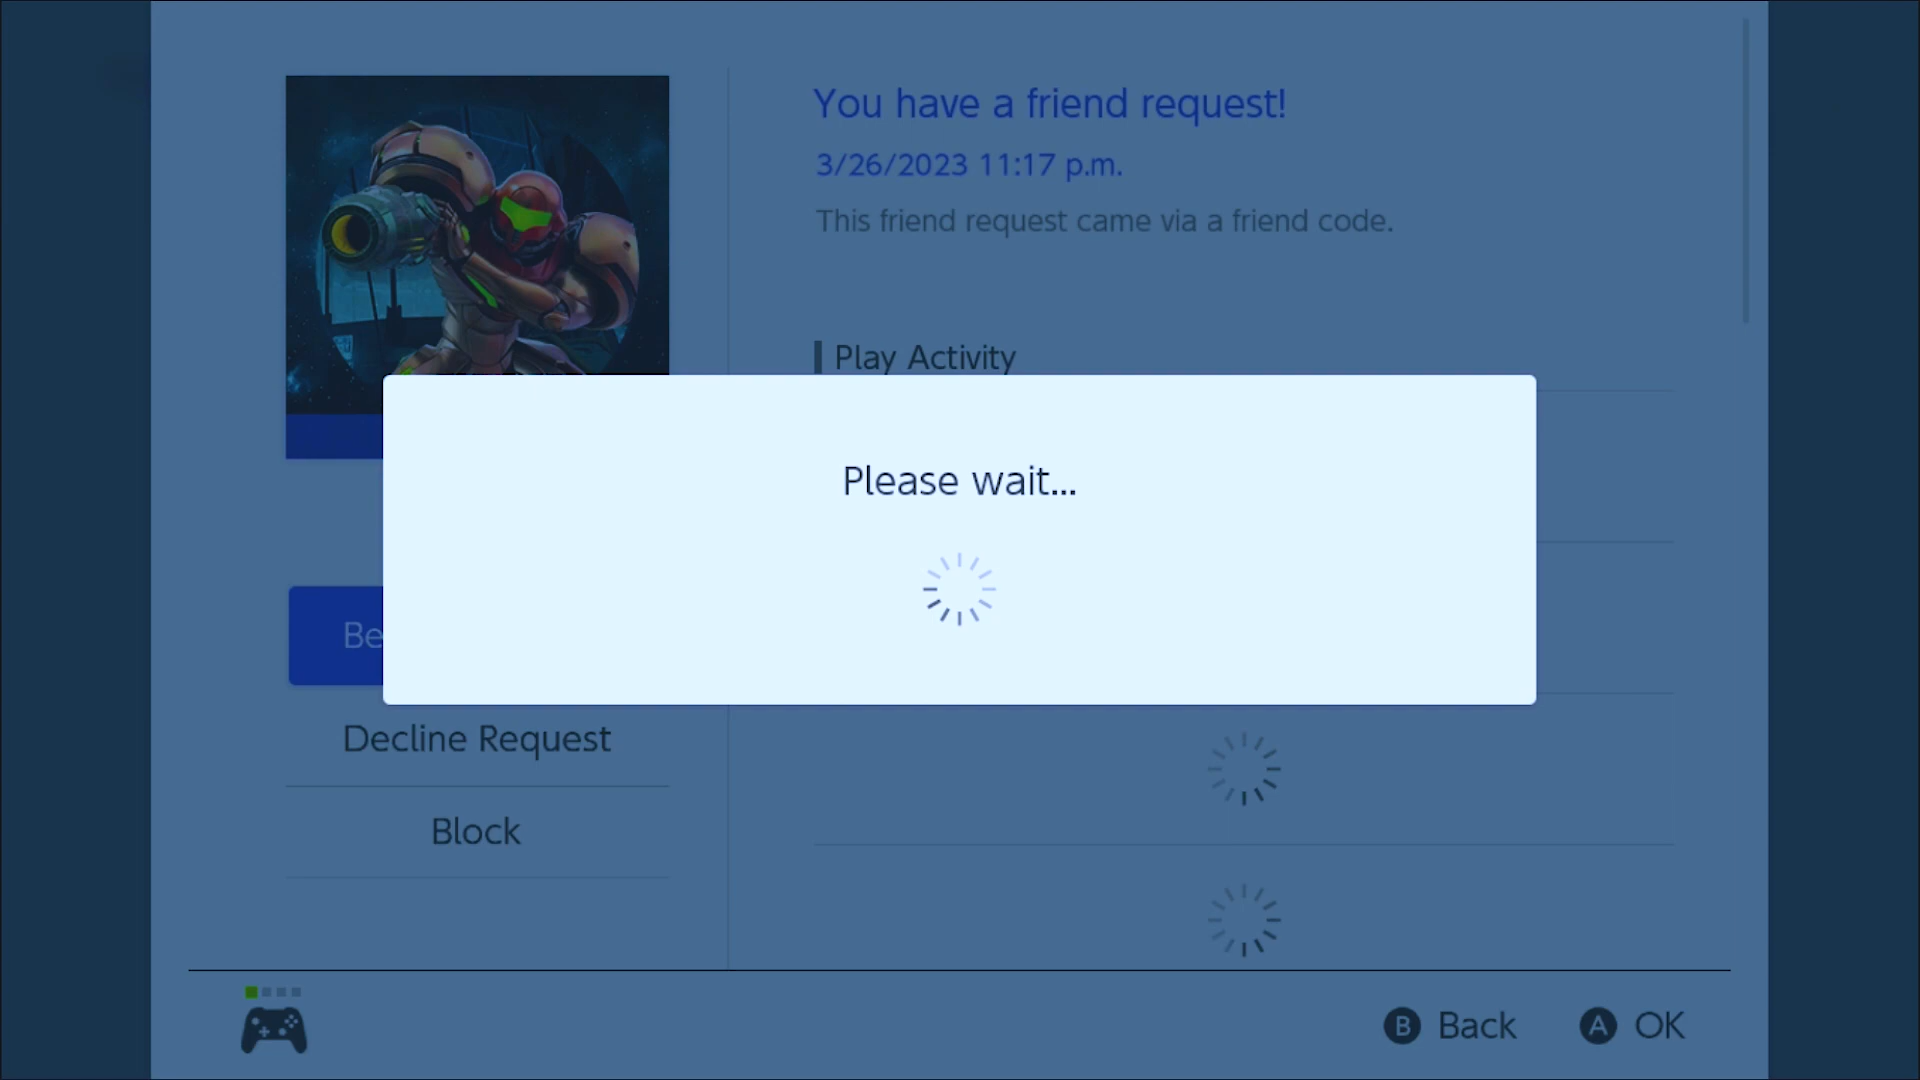 You have a friend request!
3/26/2023 11:17 p.m.
This friend request came via a friend code.
Play Activity
Please wait...
Be
Decline Request
Block
B Back
A OK